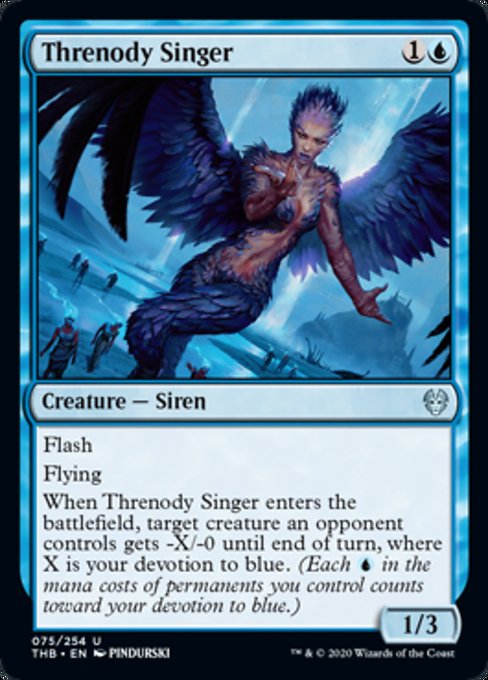 Threnody Singer 1
Creature — Siren
Flash
Flying
When Threnody Singer enters the
battlefield, target creature an opponent
controls gets -X/-0 until end of turn, where
X is your devotion to blue. (Each in the
mana costs of permanents you control counts
toward your devotion to blue.)
1/3
075/254 U
THB • EN PINDURSKI
™ & © 2020 Wizards of the Coast